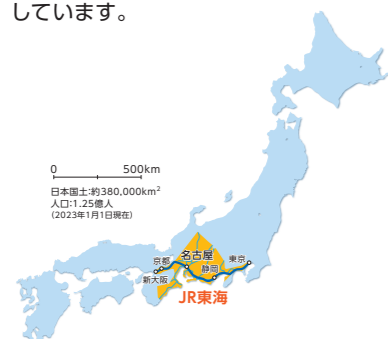 しています。
0 500km
日本国土:約380,000km²
人口:1.25億人
(2023年1月1日現在)
京都
名古屋
東京
静岡
新大阪
JR東海